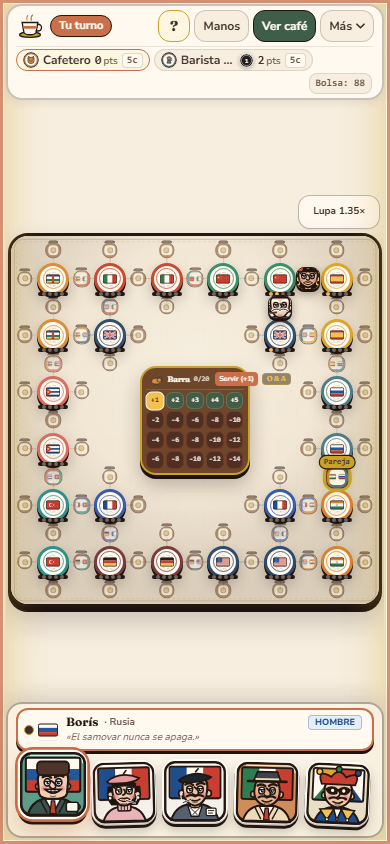 Tu turno
?
Manos
Ver café
Más
Cafetero 0 pts 5c
Barista ... 1 2 pts 5c
Bolsa: 88
Lupa 1.35×
Barra 0/20 Servir (+1) Q&A
+1 +2 +3 +4 +5
-2 -4 -6 -8 -10
-4 -6 -8 -10 -12
-6 -8 -10 -12 -14
Pareja
Borís · Rusia HOMBRE
«El samovar nunca se apaga.»